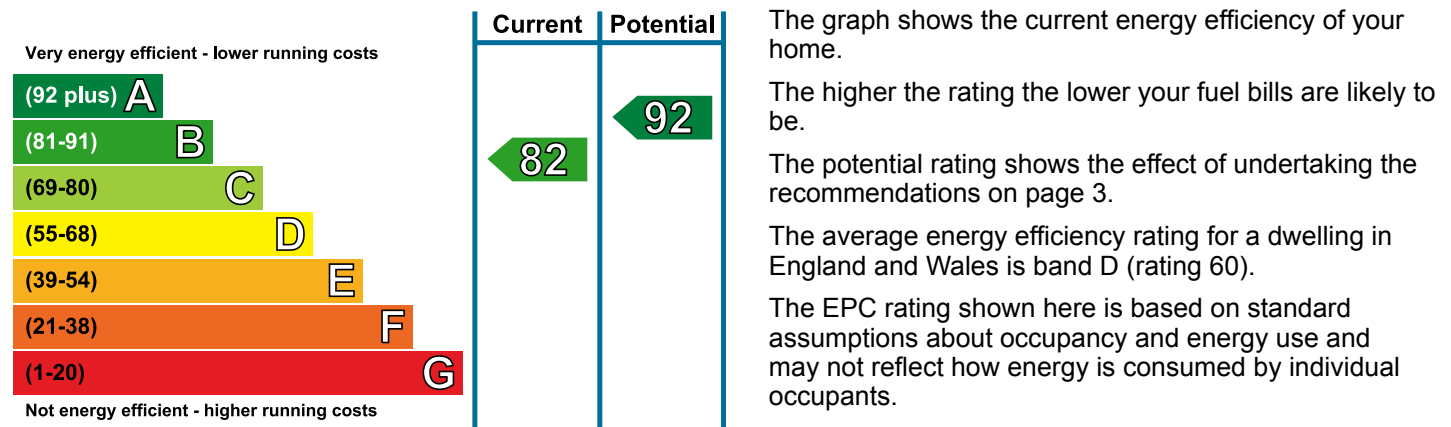 Current Potential
Very energy efficient - lower running costs
(92 plus) A
(81-91) B
(69-80) C
(55-68) D
(39-54) E
(21-38) F
(1-20) G
Not energy efficient - higher running costs
82
92
The graph shows the current energy efficiency of your
home.
The higher the rating the lower your fuel bills are likely to
be.
The potential rating shows the effect of undertaking the
recommendations on page 3.
The average energy efficiency rating for a dwelling in
England and Wales is band D (rating 60).
The EPC rating shown here is based on standard
assumptions about occupancy and energy use and
may not reflect how energy is consumed by individual
occupants.